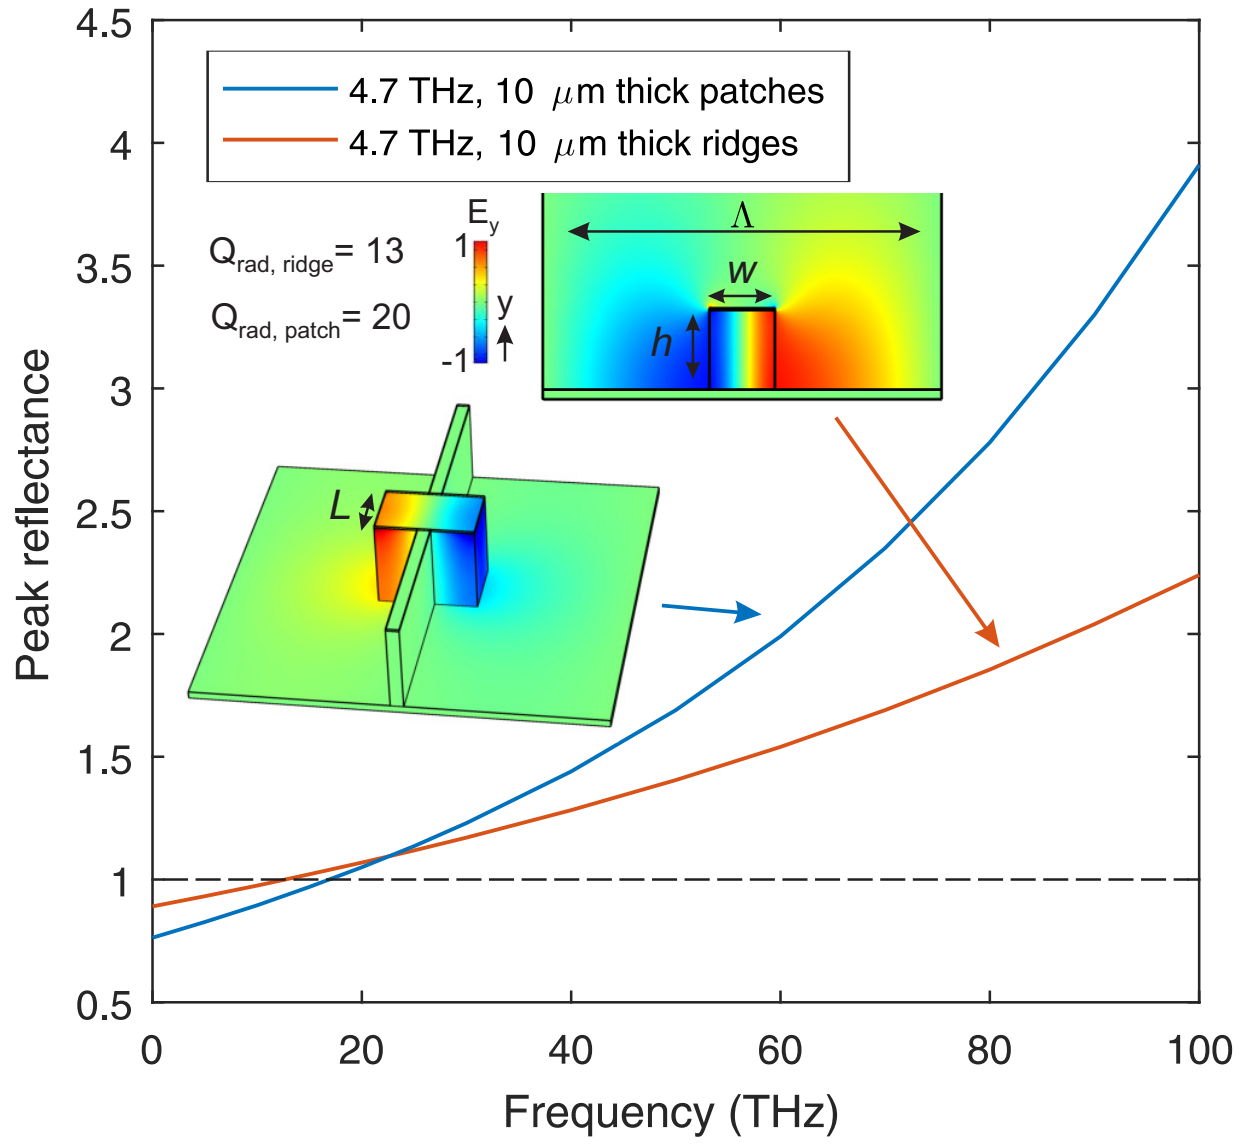 4.5
4
3.5
3
2.5
2
1.5
1
0.5
Peak reflectance
4.7 THz, 10 μm thick patches
4.7 THz, 10 μm thick ridges
Q_rad, ridge = 13
Q_rad, patch = 20
E_y
1
-1
y
Λ
w
h
L
0 20 40 60 80 100
Frequency (THz)